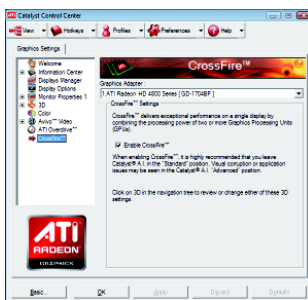 Catalyst Control Center
View Hotkeys Profiles Preferences Help
Graphics Settings
Welcome
Information Center
Displays Manager
Display Options
Monitor Properties 1
3D
Color
Avivo™ Video
ATI Overdrive™
CrossFire™
CrossFire™
Graphics Adapter:
1. ATI Radeon HD 4800 Series
CrossFire™ Settings
CrossFire™ delivers exceptional performance on a single display by
combining the processing power of two or more Graphics Processing Units
(GPUs).
Enable CrossFire™
When enabling CrossFire™, it is highly recommended that you leave
Catalyst® A.I. in the "Standard" position. Visual corruption or application
issues may be seen in the Catalyst® A.I. "Advanced" position.
Click on 3D in the navigation tree to review or change either of these 3D
settings.
ATI
RADEON
GRAPHICS
Basic... OK Apply Discard Defaults